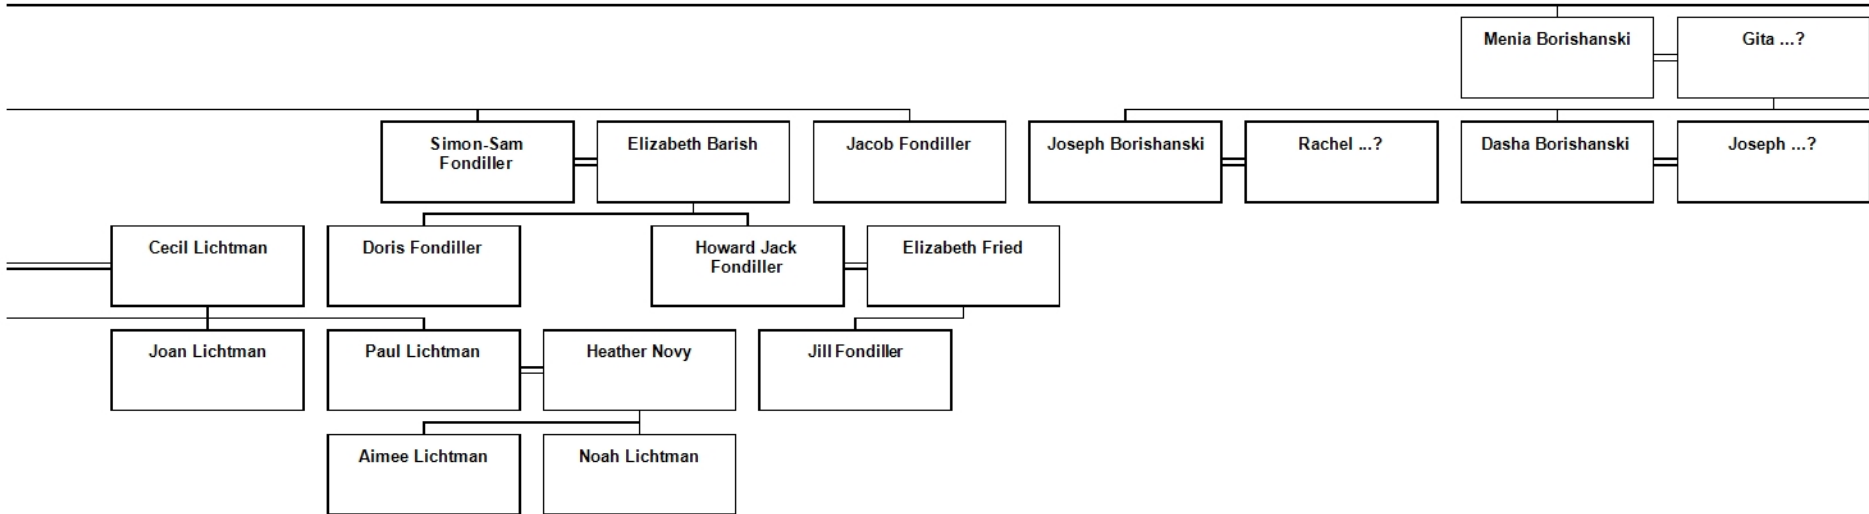 Menia Borishanski
Gita ...?
Simon-Sam
Fondiller
Elizabeth Barish
Jacob Fondiller
Joseph Borishanski
Rachel ...?
Dasha Borishanski
Joseph ...?
Cecil Lichtman
Doris Fondiller
Howard Jack
Fondiller
Elizabeth Fried
Joan Lichtman
Paul Lichtman
Heather Novy
Jill Fondiller
Aimee Lichtman
Noah Lichtman